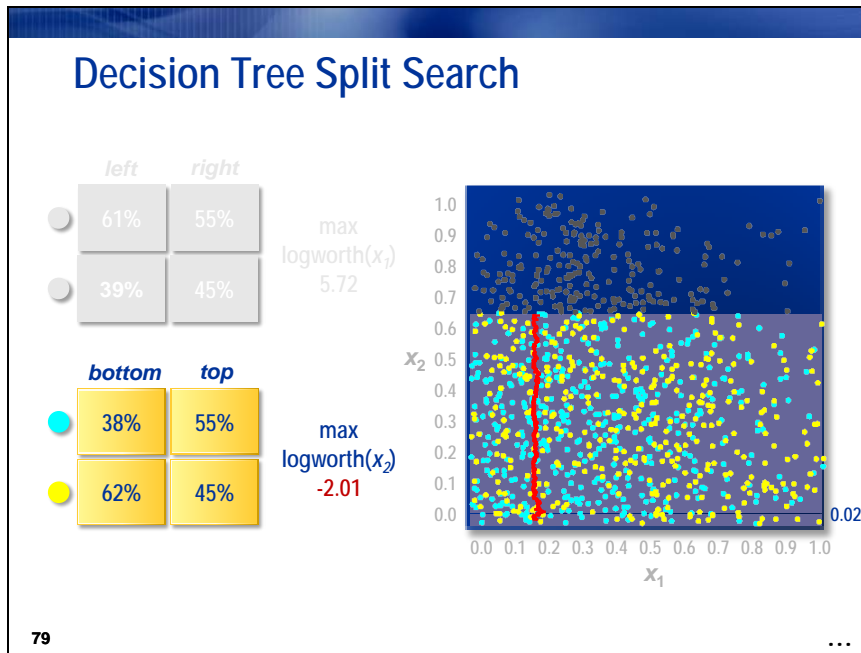 Decision Tree Split Search
left right
61% 55%
39% 45%
max
logworth(x1)
5.72
bottom top
38% 55%
62% 45%
max
logworth(x2)
-2.01
1.0
0.9
0.8
0.7
0.6
0.5
0.4
0.3
0.2
0.1
0.0
x2
0.02
0.0 0.1 0.2 0.3 0.4 0.5 0.6 0.7 0.8 0.9 1.0
x1
79
...